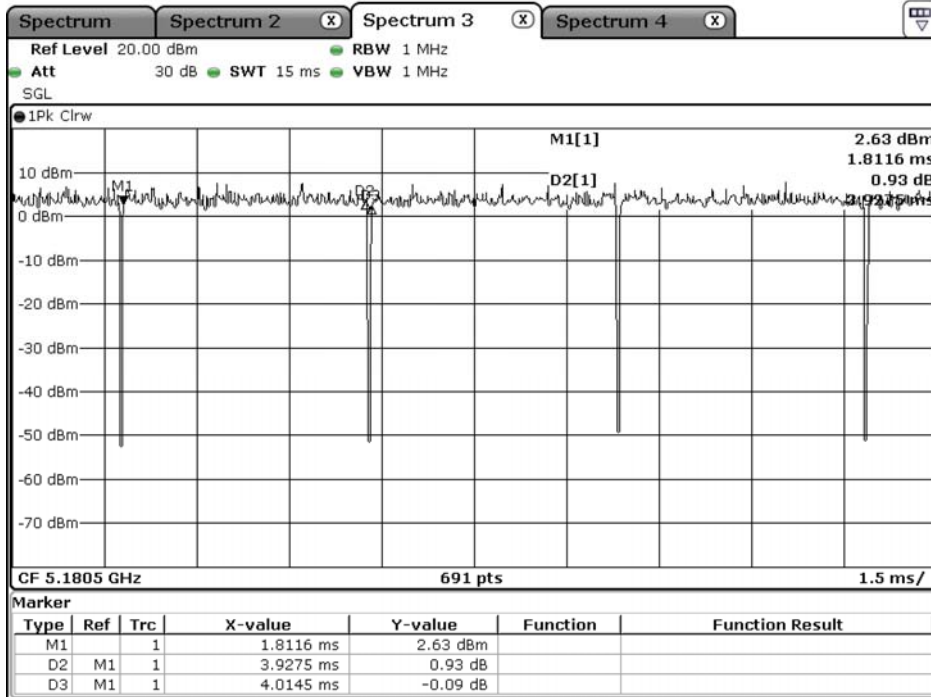 Spectrum Spectrum 2 X Spectrum 3 X Spectrum 4 X
Ref Level 20.00 dBm RBW 1 MHz
Att 30 dB SWT 15 ms VBW 1 MHz
SGL
1Pk Clrw
M1[1] 2.63 dBm
1.8116 ms
10 dBm
M1
D2
D2[1] 0.93 dB
3.9275 ms
0 dBm
-10 dBm
-20 dBm
-30 dBm
-40 dBm
-50 dBm
-60 dBm
-70 dBm
CF 5.1805 GHz 691 pts 1.5 ms/
Marker
Type Ref Trc X-value Y-value Function Function Result
M1 1 1.8116 ms 2.63 dBm
D2 M1 1 3.9275 ms 0.93 dB
D3 M1 1 4.0145 ms -0.09 dB